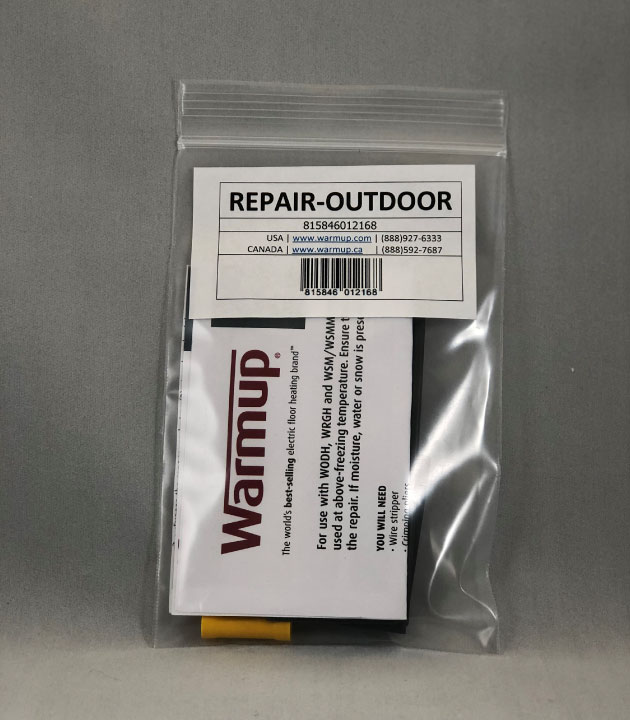 REPAIR-OUTDOOR
815846012168
USA | www.warmup.com | (888)927-6333
CANADA | www.warmup.ca | (888)592-7687
815846 012168
Warmup®
The world's best-selling electric floor heating brand™
For use with WODH, WRGH and WSM/WSMM
used at above-freezing temperature. Ensure
the repair. If moisture, water or snow is
YOU WILL NEED
· Wire stripper